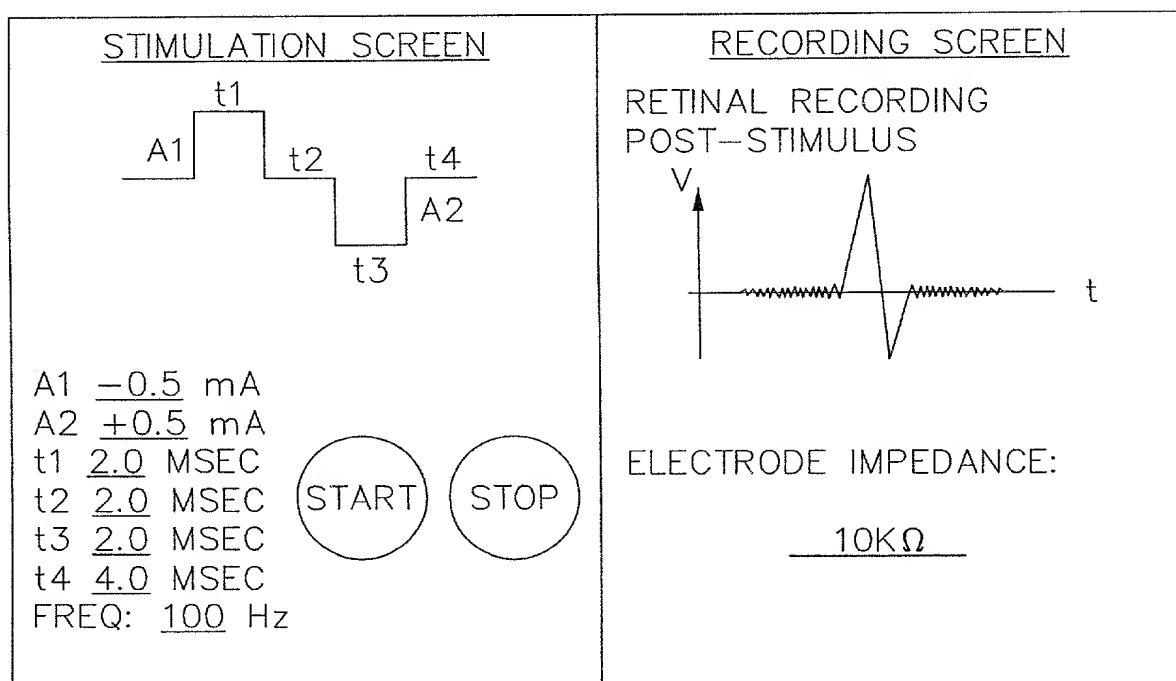 STIMULATION SCREEN
t1
A1
t2
t4
A2
t3
A1 -0.5 mA
A2 +0.5 mA
t1 2.0 MSEC
t2 2.0 MSEC
t3 2.0 MSEC
t4 4.0 MSEC
FREQ: 100 Hz
START
STOP
RECORDING SCREEN
RETINAL RECORDING
POST-STIMULUS
V
t
ELECTRODE IMPEDANCE:
10KΩ